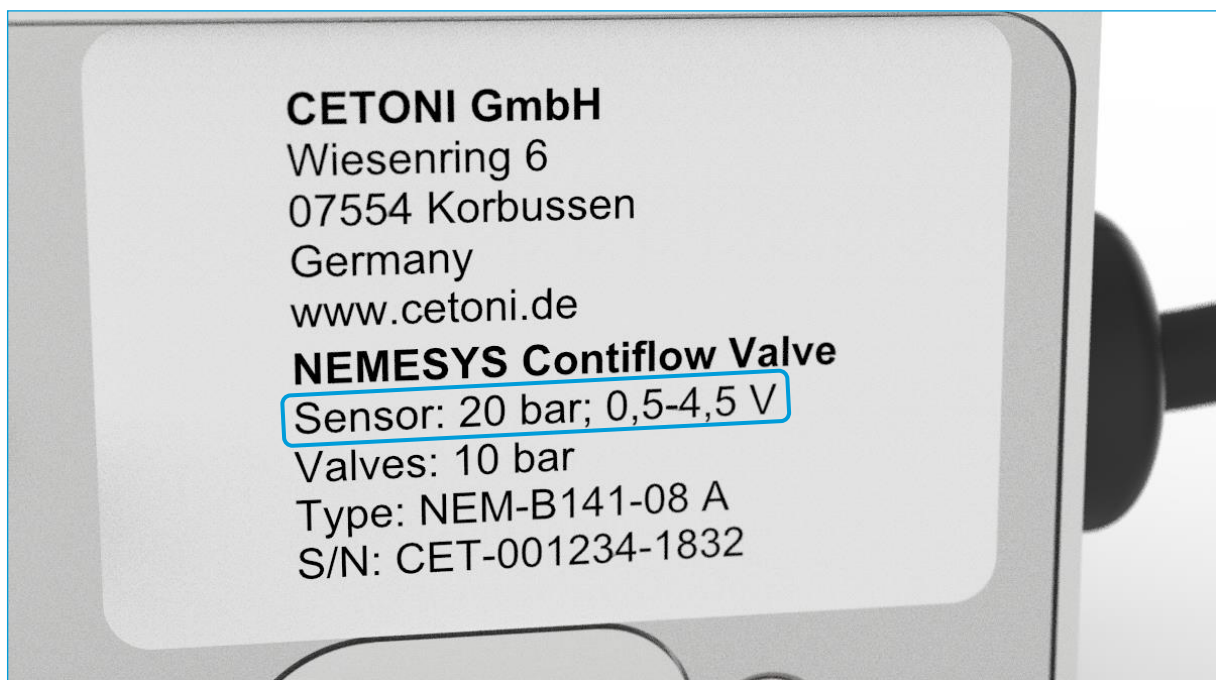 CETONI GmbH
Wiesenring 6
07554 Korbussen
Germany
www.cetoni.de
NEMESYS Contiflow Valve
Sensor: 20 bar; 0,5-4,5 V
Valves: 10 bar
Type: NEM-B141-08 A
S/N: CET-001234-1832